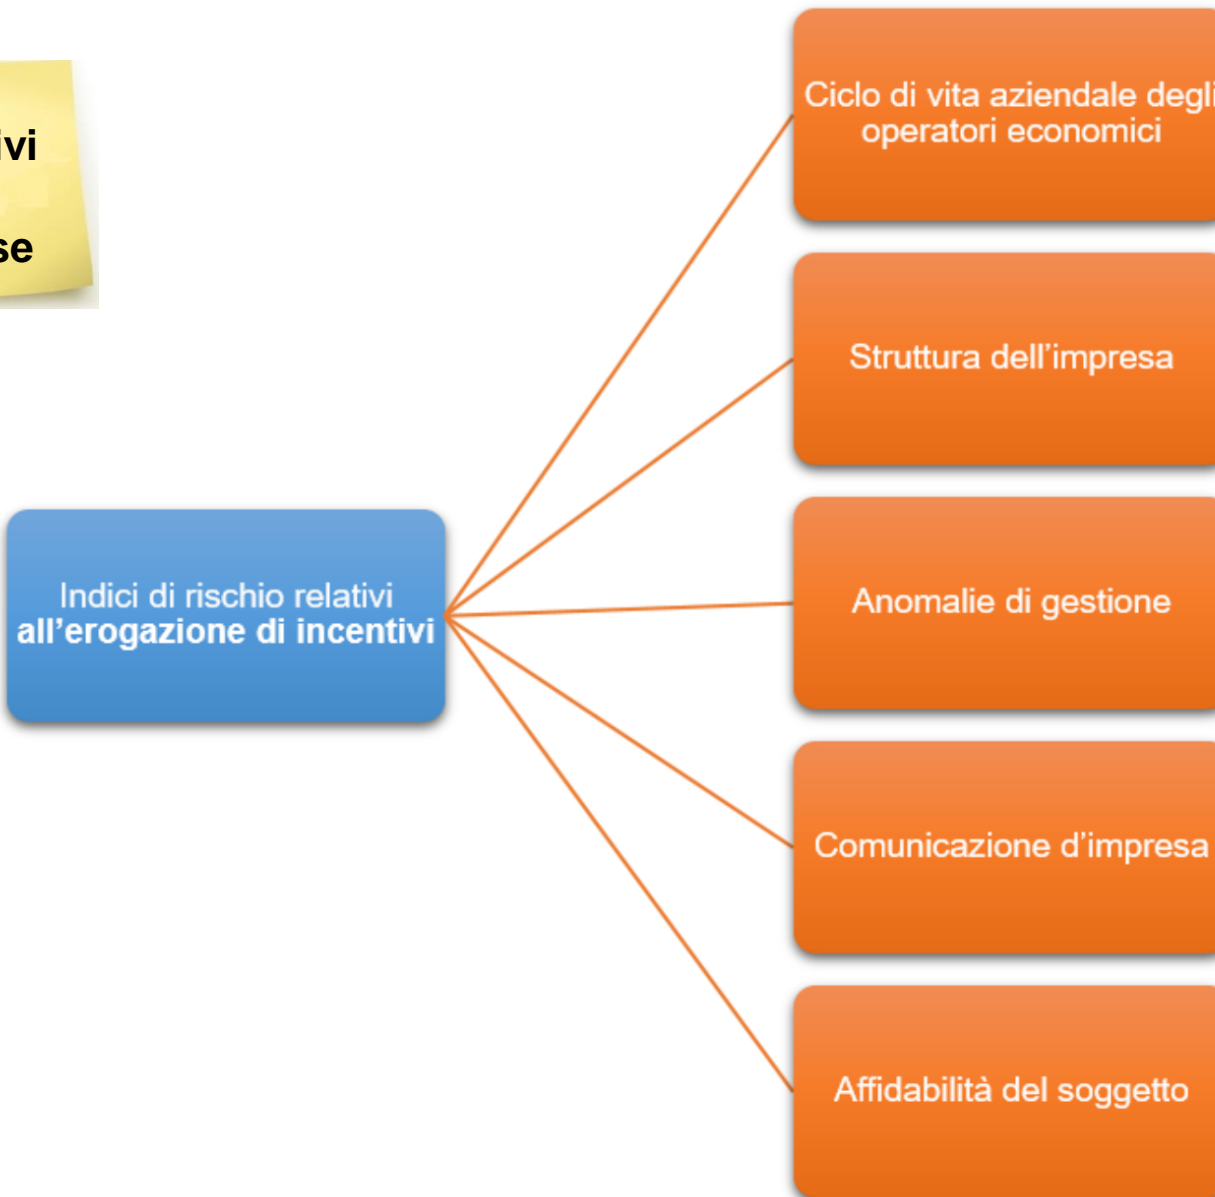 ivi
se
Ciclo di vita aziendale degli
operatori economici
Struttura dell’impresa
Indici di rischio relativi
all’erogazione di incentivi
Anomalie di gestione
Comunicazione d’impresa
Affidabilità del soggetto